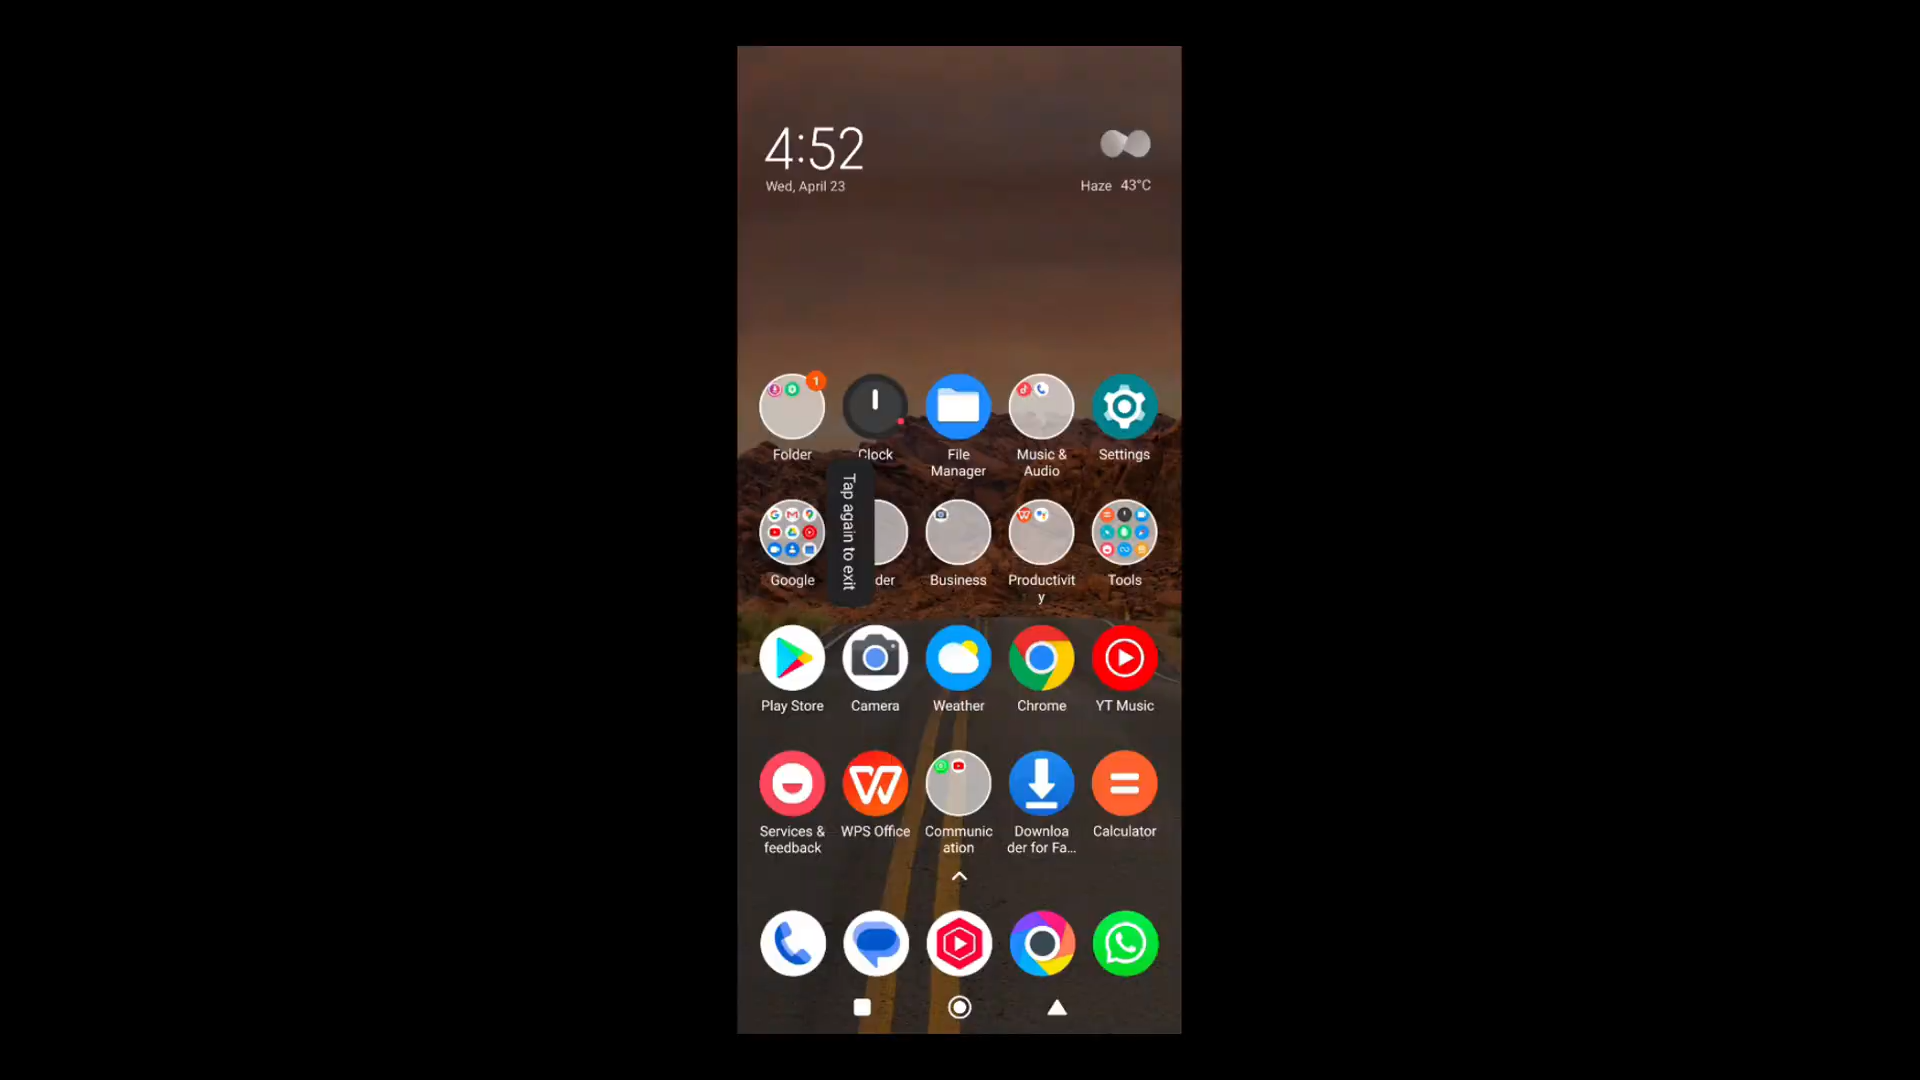 4:52
Wed, April 23
Haze 43°C
1
Folder
Clock
File
Manager
Music &
Audio
Settings
Tap again to exit
Google
der
Business
Productivit
y
Tools
Play Store
Camera
Weather
Chrome
YT Music
Services &
feedback
WPS Office
Communic
ation
Downloa
der for Fa...
Calculator